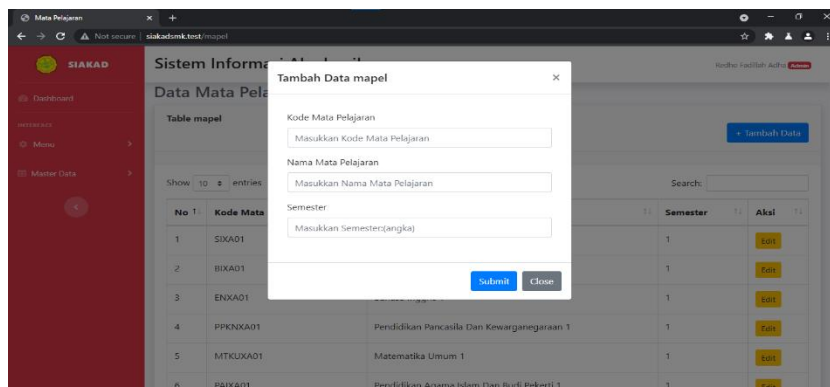 Mata Pelajaran
Not secure siakadsmk.test/mapel
SIAKAD
Dashboard
Menu
Master Data
Sistem Informasi
Data Mata Pela
Table mapel
+ Tambah Data
Show 10 entries
Search:
No Kode Mata Semester Aksi
1 SIXA01 1 Edit
2 BIXA01 1 Edit
3 ENXA01 1 Edit
4 PPKNXA01 Pendidikan Pancasila Dan Kewarganegaraan 1 1 Edit
5 MTKUXA01 Matematika Umum 1 1 Edit
6 PAIXA01 Pendidikan Agama Islam Dan Budi Pekerti 1 1
Tambah Data mapel ×
Kode Mata Pelajaran
Masukkan Kode Mata Pelajaran
Nama Mata Pelajaran
Masukkan Nama Mata Pelajaran
Semester
Masukkan Semester:(angka)
Submit Close